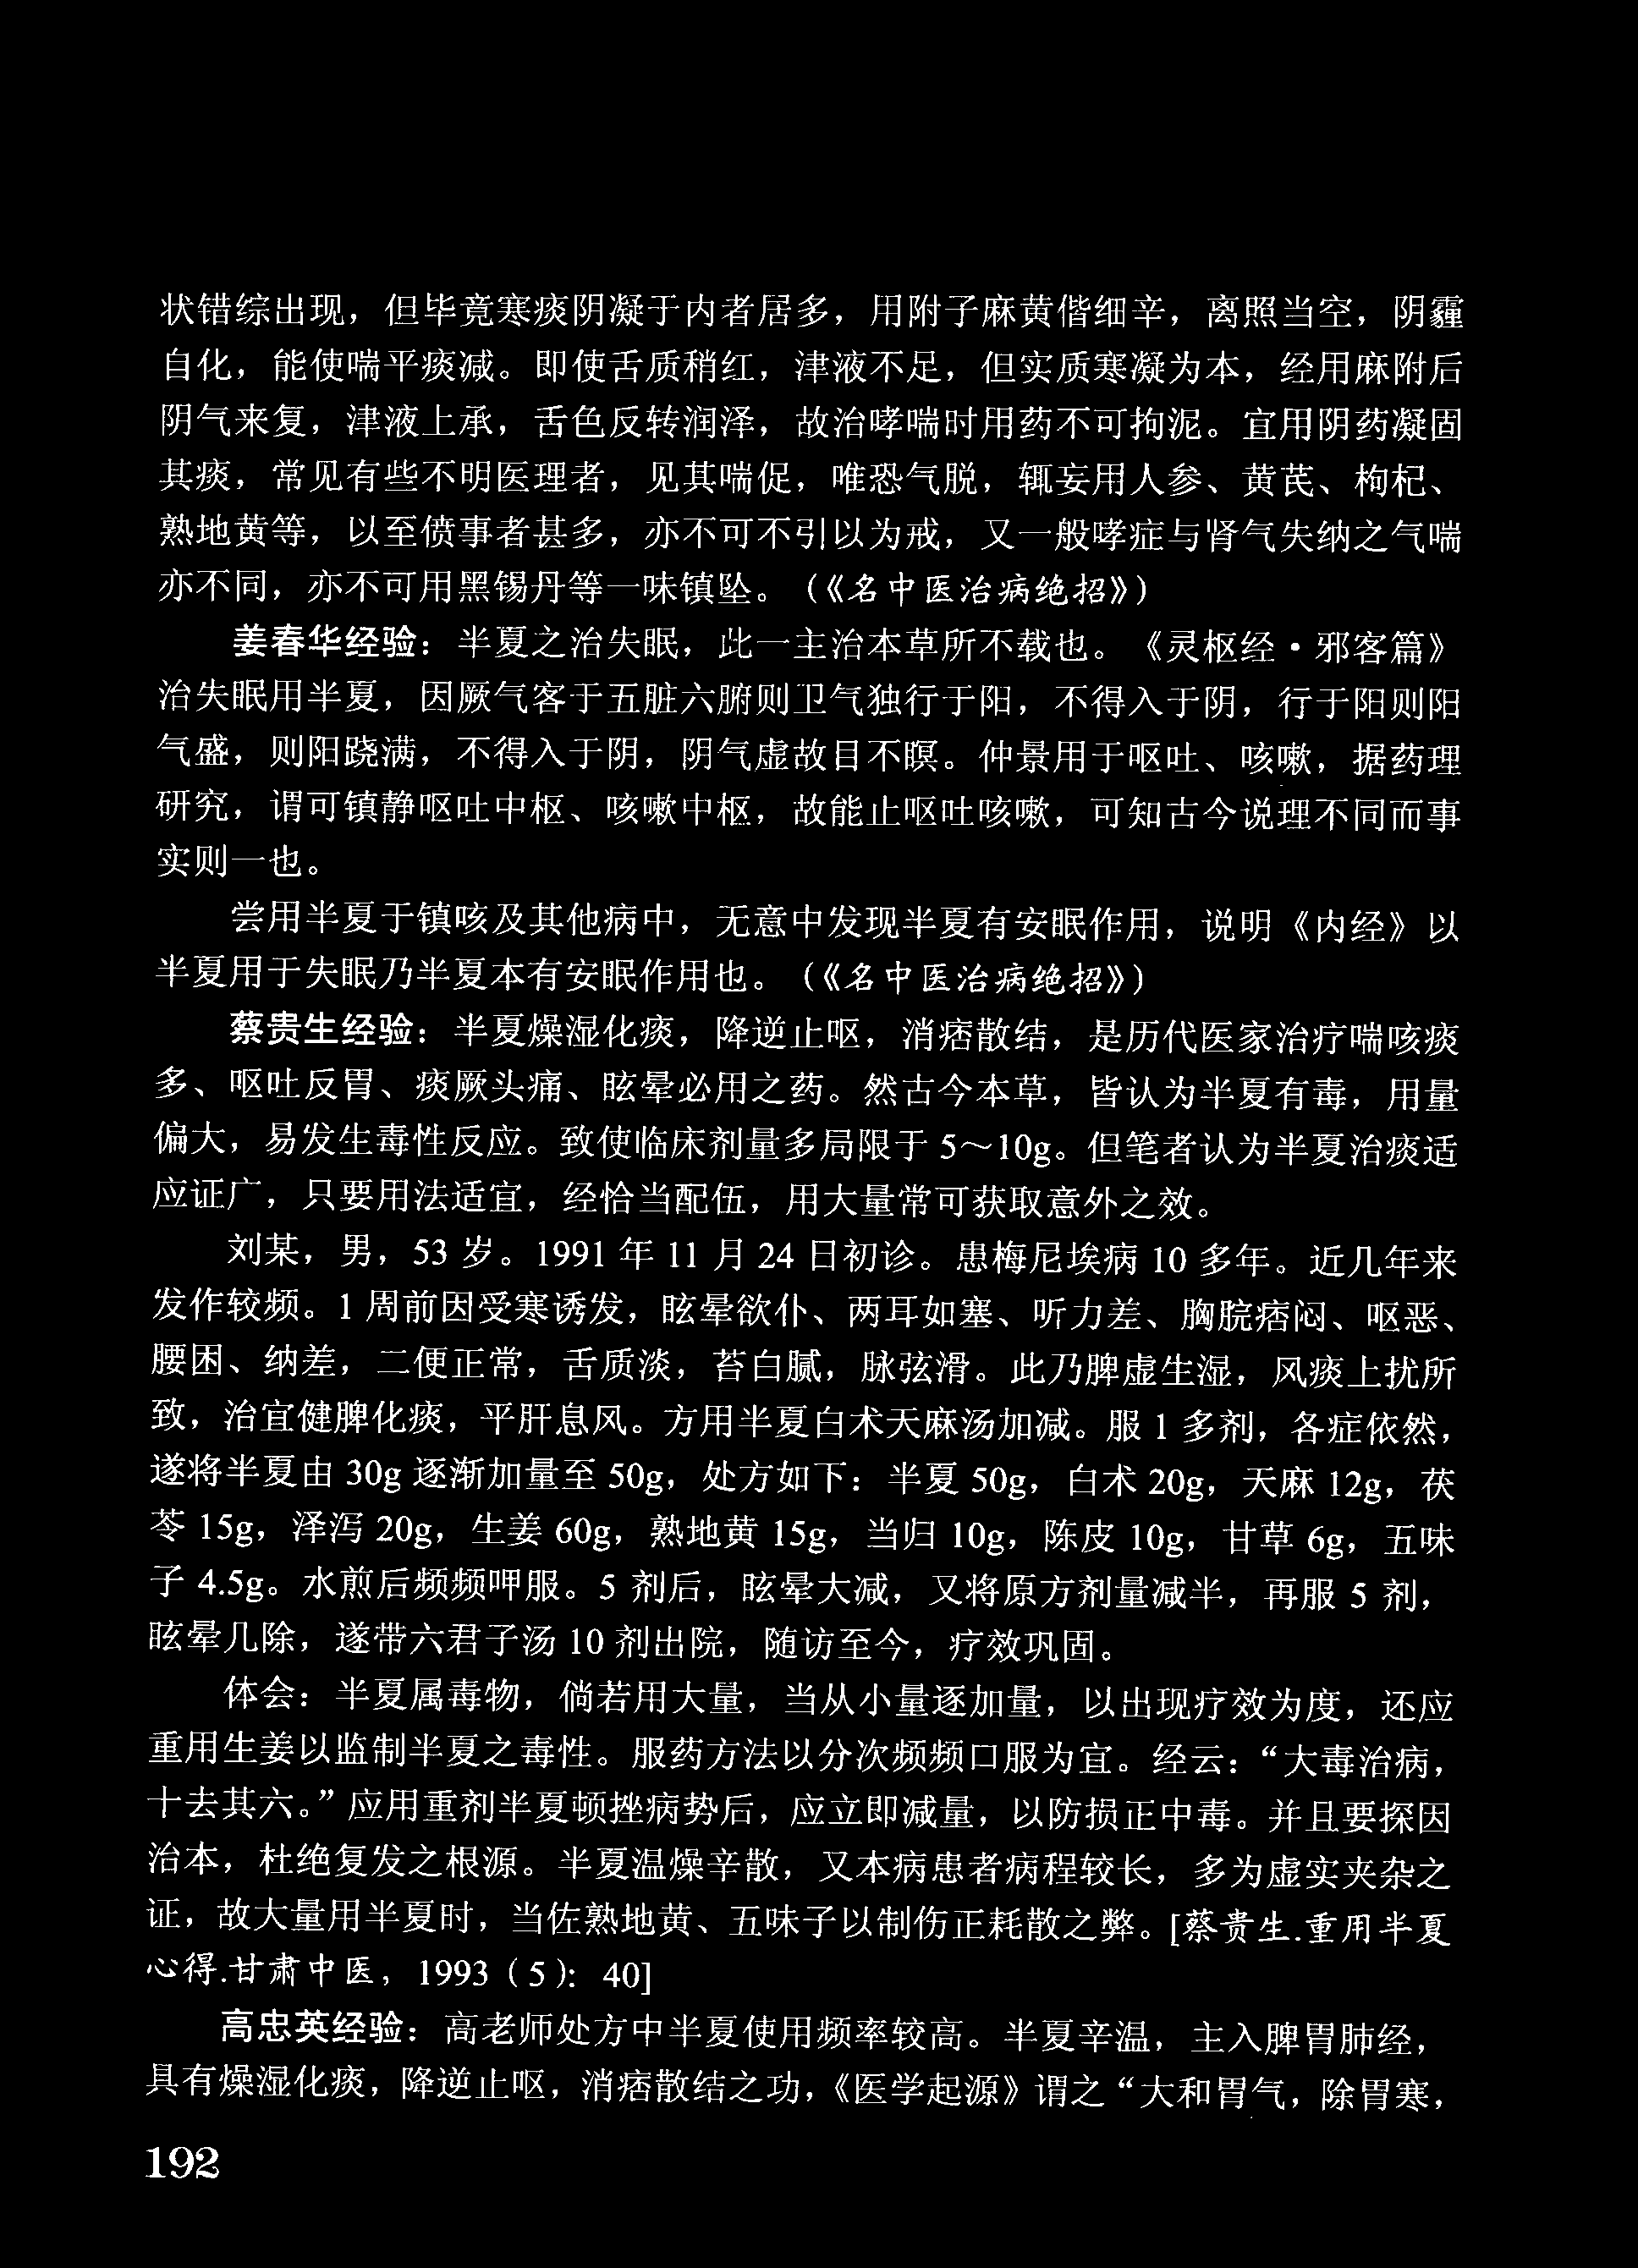 状错综出现，但毕竟寒痰阴凝于内者居多，用附子麻黄偕细辛，离照当空，阴霾
自化，能使喘平痰减。即使舌质稍红，津液不足，但实质寒凝为本，经用麻附后
阴气来复，津液上承，舌色反转润泽，故治哮喘时用药不可拘泥。宜用阴药凝固
其痰，常见有些不明医理者，见其喘促，唯恐气脱，辄妄用人参、黄芪、枸杞、
熟地黄等，以至偾事者甚多，亦不可不引以为戒，又一般哮症与肾气失纳之气喘
亦不同，亦不可用黑锡丹等一味镇坠。（《名中医治病绝招》）
姜春华经验：半夏之治失眠，此一主治本草所不载也。《灵枢经·邪客篇》
治失眠用半夏，因厥气客于五脏六腑则卫气独行于阳，不得入于阴，行于阳则阳
气盛，则阳跷满，不得入于阴，阴气虚故目不瞑。仲景用于呕吐、咳嗽，据药理
研究，谓可镇静呕吐中枢、咳嗽中枢，故能止呕吐咳嗽，可知古今说理不同而事
实则一也。
尝用半夏于镇咳及其他病中，无意中发现半夏有安眠作用，说明《内经》以
半夏用于失眠乃半夏本有安眠作用也。（《名中医治病绝招》）
蔡贵生经验：半夏燥湿化痰，降逆止呕，消痞散结，是历代医家治疗喘咳痰
多、呕吐反胃、痰厥头痛、眩晕必用之药。然古今本草，皆认为半夏有毒，用量
偏大，易发生毒性反应。致使临床剂量多局限于 5～10g。但笔者认为半夏治痰适
应证广，只要用法适宜，经恰当配伍，用大量常可获取意外之效。
刘某，男，53 岁。1991 年 11 月 24 日初诊。患梅尼埃病 10 多年。近几年来
发作较频。1 周前因受寒诱发，眩晕欲仆、两耳如塞、听力差、胸脘痞闷、呕恶、
腰困、纳差，二便正常，舌质淡，苔白腻，脉弦滑。此乃脾虚生湿，风痰上扰所
致，治宜健脾化痰，平肝息风。方用半夏白术天麻汤加减。服 1 多剂，各症依然，
遂将半夏由 30g 逐渐加量至 50g，处方如下：半夏 50g，白术 20g，天麻 12g，茯
苓 15g，泽泻 20g，生姜 60g，熟地黄 15g，当归 10g，陈皮 10g，甘草 6g，五味
子 4.5g。水煎后频频呷服。5 剂后，眩晕大减，又将原方剂量减半，再服 5 剂，
眩晕几除，遂带六君子汤 10 剂出院，随访至今，疗效巩固。
体会：半夏属毒物，倘若用大量，当从小量逐加量，以出现疗效为度，还应
重用生姜以监制半夏之毒性。服药方法以分次频频口服为宜。经云：“大毒治病，
十去其六。”应用重剂半夏顿挫病势后，应立即减量，以防损正中毒。并且要探因
治本，杜绝复发之根源。半夏温燥辛散，又本病患者病程较长，多为虚实夹杂之
证，故大量用半夏时，当佐熟地黄、五味子以制伤正耗散之弊。[蔡贵生.重用半夏
心得.甘肃中医，1993（5）：40]
高忠英经验：高老师处方中半夏使用频率较高。半夏辛温，主入脾胃肺经，
具有燥湿化痰，降逆止呕，消痞散结之功，《医学起源》谓之“大和胃气，除胃寒，
192